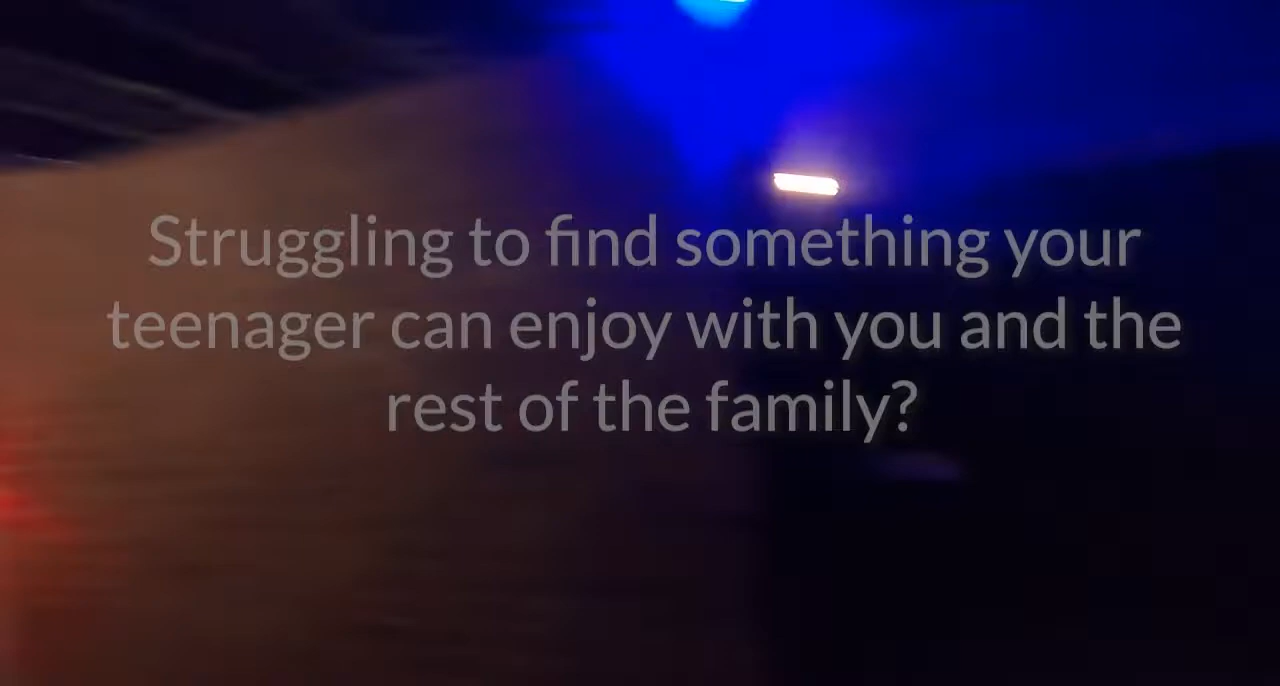 Struggling to find something your
teenager can enjoy with you and the
rest of the family?